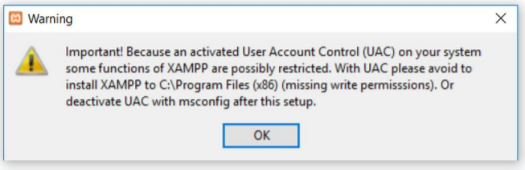 Warning
Important! Because an activated User Account Control (UAC) on your system
some functions of XAMPP are possibly restricted. With UAC please avoid to
install XAMPP to C:\Program Files (x86) (missing write permisssions). Or
deactivate UAC with msconfig after this setup.
OK